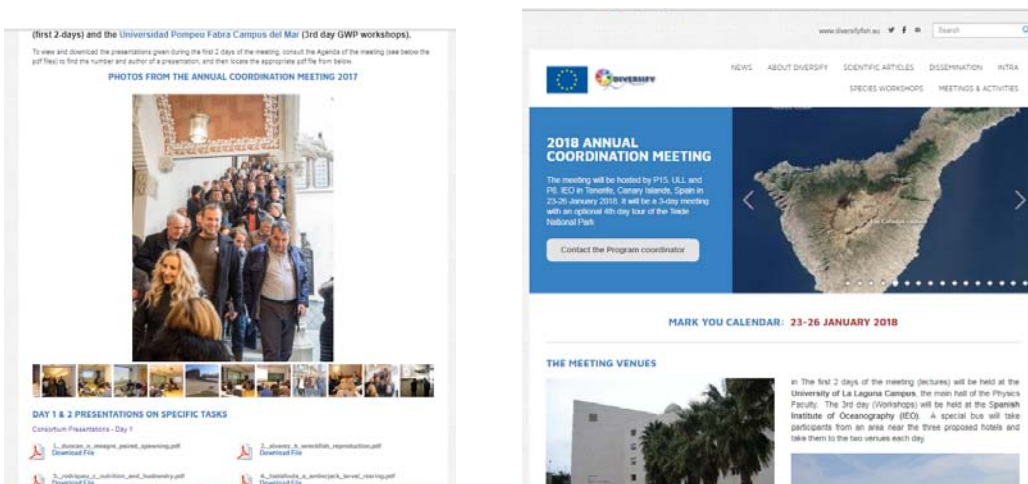 (first 2-days) and the Universidad Pompeu Fabra Campus del Mar (3rd day GWP workshops).
To view and download the presentations given during the first 2 days of the meeting, consult the Agenda of the meeting (see below the
pdf files) to find the number and author of a presentation, and then locate the appropriate pdf file from below.
PHOTOS FROM THE ANNUAL COORDINATION MEETING 2017
DAY 1 & 2 PRESENTATIONS ON SPECIFIC TASKS
Consortium Presentations - Day 1
1._duncan_n_meagre_paired_spawning.pdf
Download File
2._alvarez_b_wreckfish_reproduction.pdf
Download File
3._rodriguez_c_nutrition_and_husbandry.pdf
Download File
4._fostafoulia_a_amberjack_larval_rearing.pdf
Download File
www.diversifyfish.eu
Search
DIVERSIFY
NEWS ABOUT DIVERSIFY SCIENTIFIC ARTICLES DISSEMINATION INTRA
SPECIES WORKSHOPS MEETINGS & ACTIVITIES
2018 ANNUAL
COORDINATION MEETING
The meeting will be hosted by P15. ULL and
P8. IEO in Tenerife, Canary Islands, Spain in
23-26 January 2018. It will be a 3-day meeting
with an optional 4th day tour of the Teide
National Park
Contact the Program coordinator
MARK YOU CALENDAR: 23-26 JANUARY 2018
THE MEETING VENUES
in The first 2 days of the meeting (lectures) will be held at the
University of La Laguna Campus, the main hall of the Physics
Faculty. The 3rd day (Workshops) will be held at the Spanish
Institute of Oceanography (IEO). A special bus will take
participants from an area near the three proposed hotels and
take them to the two venues each day.